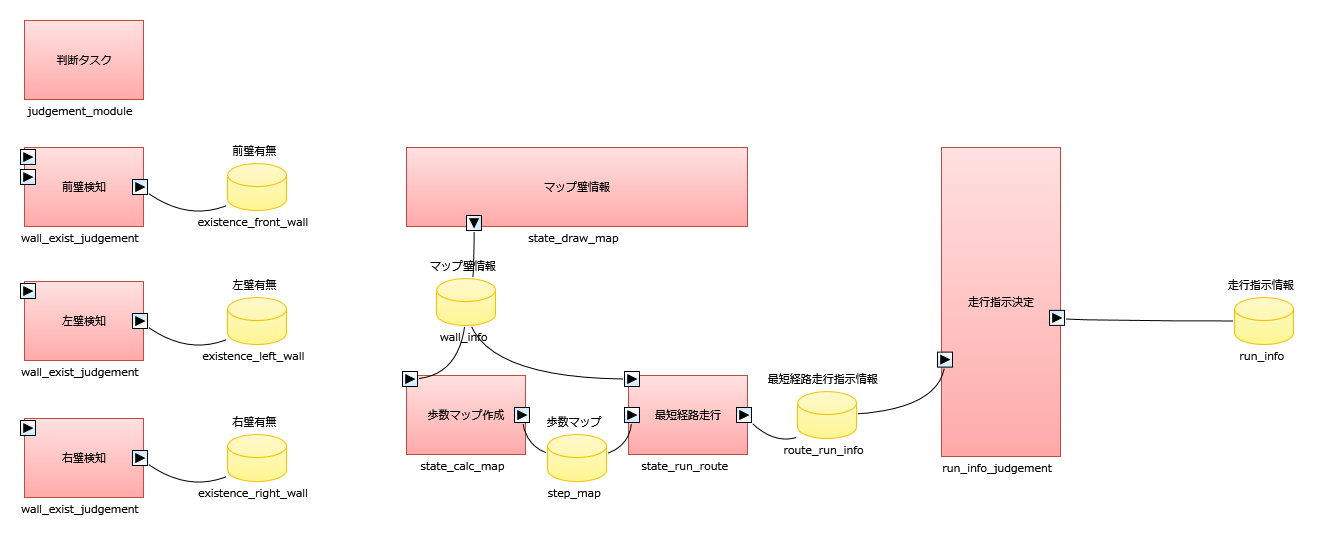 判断タスク
judgement_module
前壁検知
wall_exist_judgement
前壁有無
existence_front_wall
左壁検知
wall_exist_judgement
左壁有無
existence_left_wall
右壁検知
wall_exist_judgement
右壁有無
existence_right_wall
マップ壁情報
state_draw_map
マップ壁情報
wall_info
歩数マップ作成
state_calc_map
歩数マップ
step_map
最短経路走行
state_run_route
最短経路走行指示情報
route_run_info
走行指示決定
run_info_judgement
走行指示情報
run_info